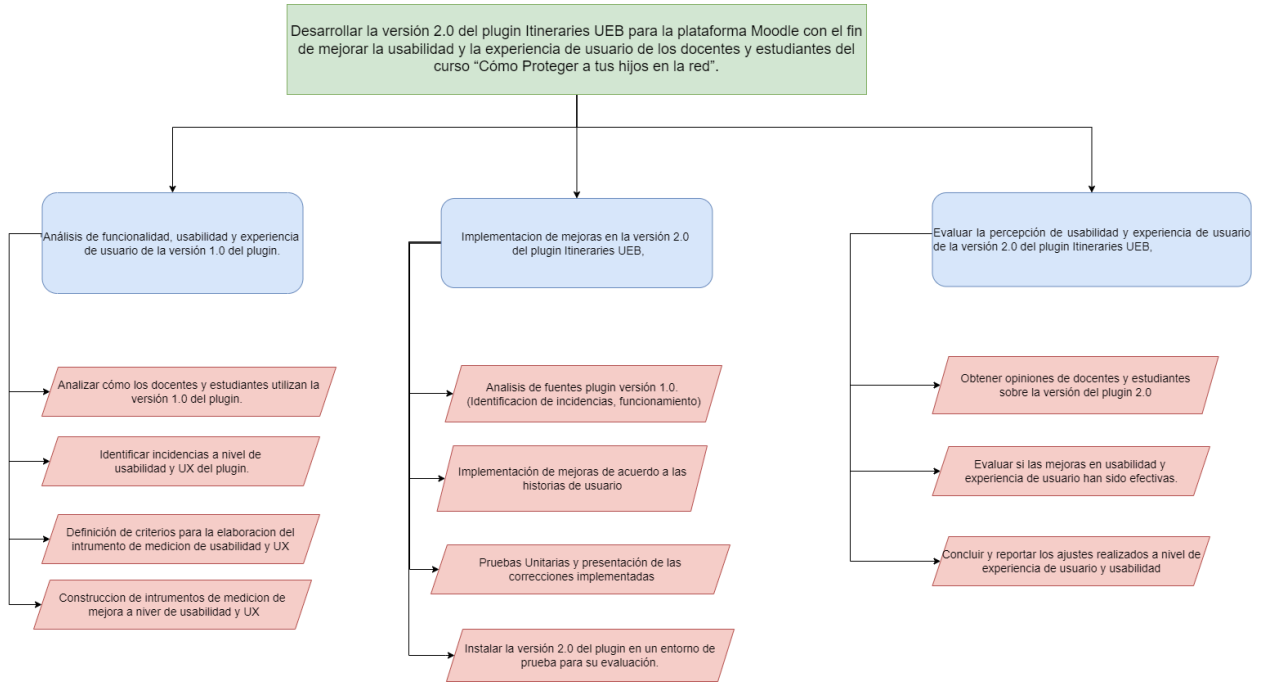 Desarrollar la versión 2.0 del plugin Itineraries UEB para la plataforma Moodle con el fin
de mejorar la usabilidad y la experiencia de usuario de los docentes y estudiantes del
curso “Cómo Proteger a tus hijos en la red”.
Análisis de funcionalidad, usabilidad y experiencia
de usuario de la versión 1.0 del plugin.
Analizar cómo los docentes y estudiantes utilizan la
versión 1.0 del plugin.
Identificar incidencias a nivel de
usabilidad y UX del plugin.
Definición de criterios para la elaboracion del
intrumento de medicion de usabilidad y UX
Construccion de intrumentos de medicion de
mejora a niver de usabilidad y UX
Implementacion de mejoras en la versión 2.0
del plugin Itineraries UEB,
Analisis de fuentes plugin versión 1.0.
(Identificacion de incidencias, funcionamiento)
Implementación de mejoras de acuerdo a las
historias de usuario
Pruebas Unitarias y presentación de las
correcciones implementadas
Instalar la versión 2.0 del plugin en un entorno de
prueba para su evaluación.
Evaluar la percepción de usabilidad y experiencia de usuario
de la versión 2.0 del plugin Itineraries UEB,
Obtener opiniones de docentes y estudiantes
sobre la versión del plugin 2.0
Evaluar si las mejoras en usabilidad y
experiencia de usuario han sido efectivas.
Concluir y reportar los ajustes realizados a nivel de
experiencia de usuario y usabilidad